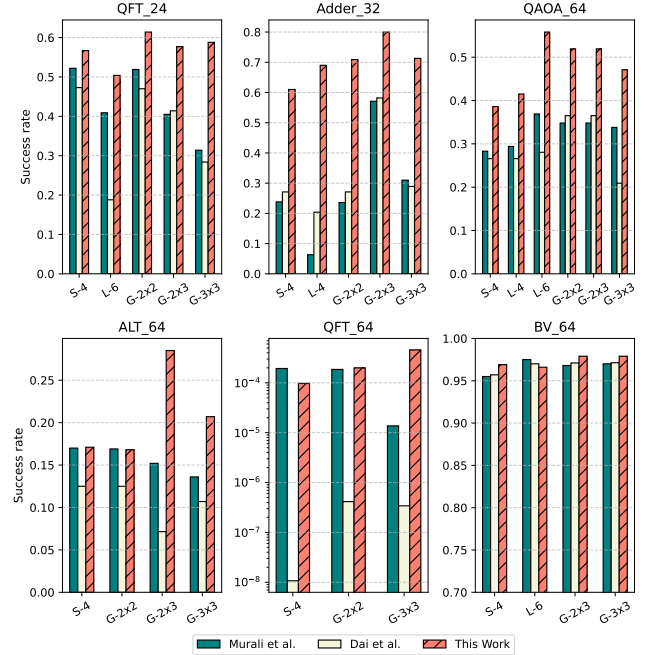 QFT_24
Adder_32
QAOA_64
Success rate
0.6
0.5
0.4
0.3
0.2
0.1
0.0
S-4
L-6
G-2x2
G-2x3
G-3x3
0.8
0.7
0.6
0.5
0.4
0.3
0.2
0.1
0.0
S-4
L-4
G-2x2
G-2x3
G-3x3
0.5
0.4
0.3
0.2
0.1
0.0
S-4
L-4
L-6
G-2x2
G-2x3
G-3x3
ALT_64
QFT_64
BV_64
Success rate
0.25
0.20
0.15
0.10
0.05
0.00
S-4
G-2x2
G-2x3
G-3x3
10⁻⁴
10⁻⁵
10⁻⁶
10⁻⁷
10⁻⁸
S-4
G-2x2
G-3x3
1.00
0.95
0.90
0.85
0.80
0.75
0.70
S-4
L-6
G-2x3
G-3x3
Murali et al. Dai et al. This Work